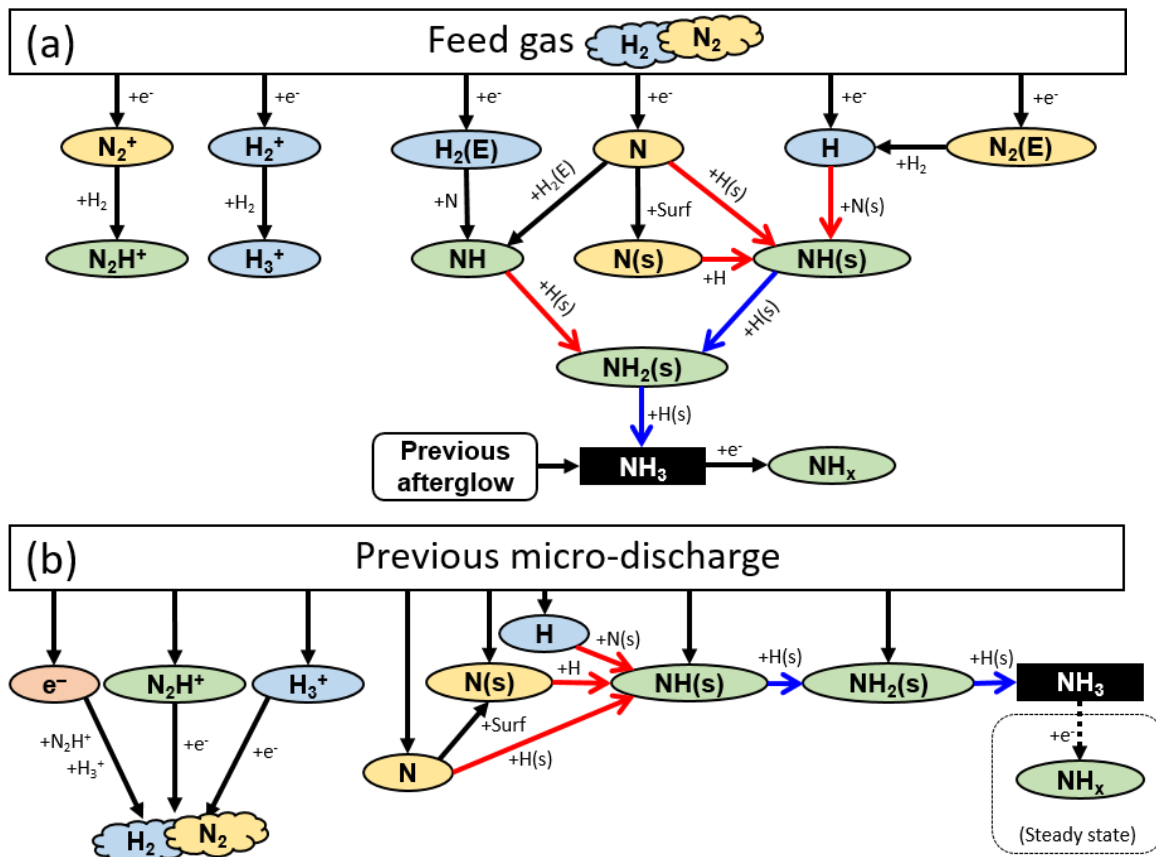 (a) Feed gas H₂ N₂
+e⁻ +e⁻ +e⁻ +e⁻ +e⁻ +e⁻
N₂⁺ H₂⁺ H₂(E) N H N₂(E)
+H₂
+H₂ +H₂ +N +H₂(E) +Surf +H(s) +N(s)
N₂H⁺ H₃⁺ NH N(s) +H NH(s)
+H(s) +H(s)
NH₂(s)
+H(s)
Previous
afterglow
NH₃ +e⁻ NHₓ
(b) Previous micro-discharge
H +N(s)
e⁻ N₂H⁺ H₃⁺ N(s) +H NH(s) +H(s) NH₂(s) +H(s) NH₃
+Surf
+N₂H⁺
+H₃⁺
+e⁻ +e⁻ N +H(s) +e⁻
NHₓ
H₂ N₂ (Steady state)